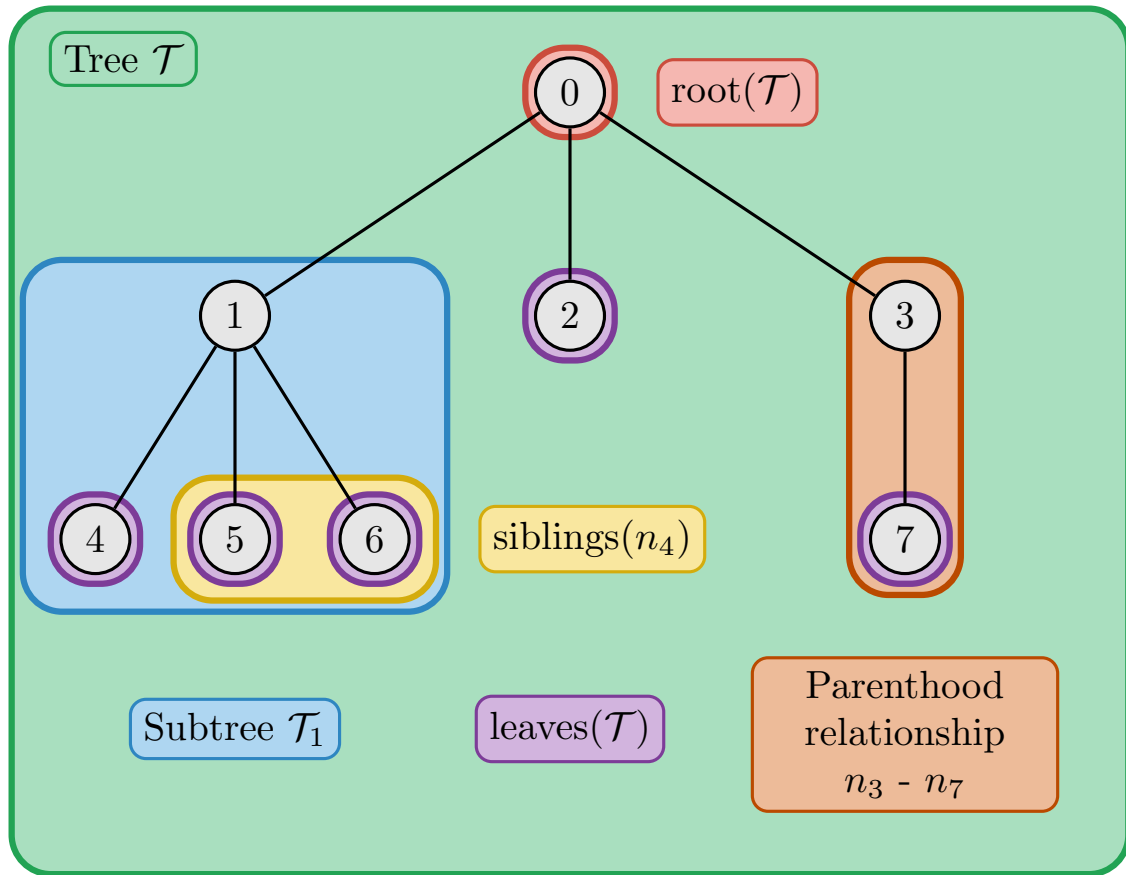 Tree 𝒯
0
root(𝒯)
1
2
3
4
5
6
siblings(n₄)
7
Subtree 𝒯₁
leaves(𝒯)
Parenthood
relationship
n₃ - n₇